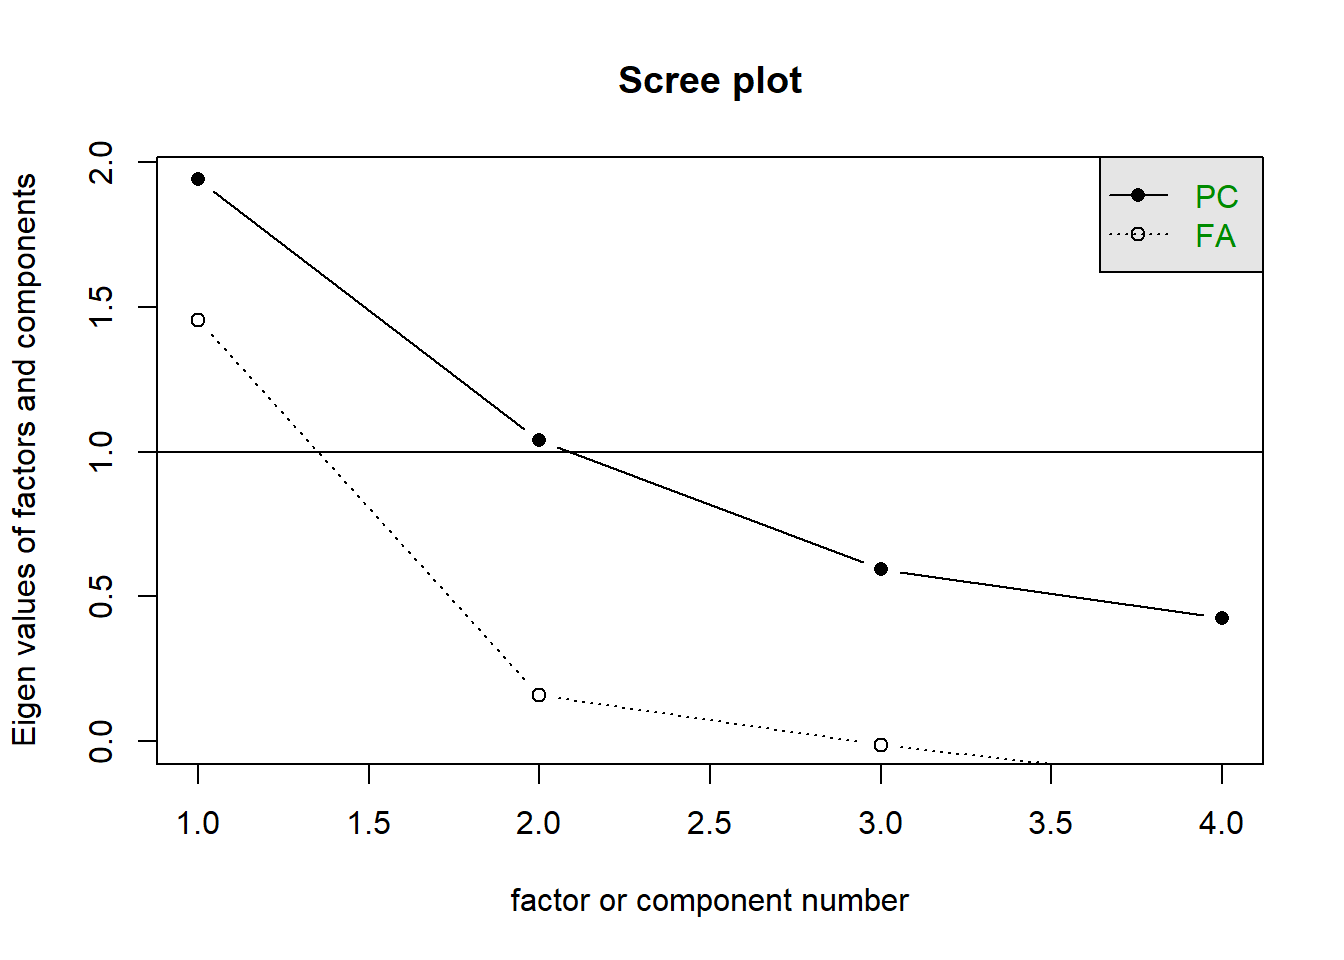 Scree plot
Eigen values of factors and components
2.0
1.5
1.0
0.5
0.0
PC
FA
1.0 1.5 2.0 2.5 3.0 3.5 4.0
factor or component number